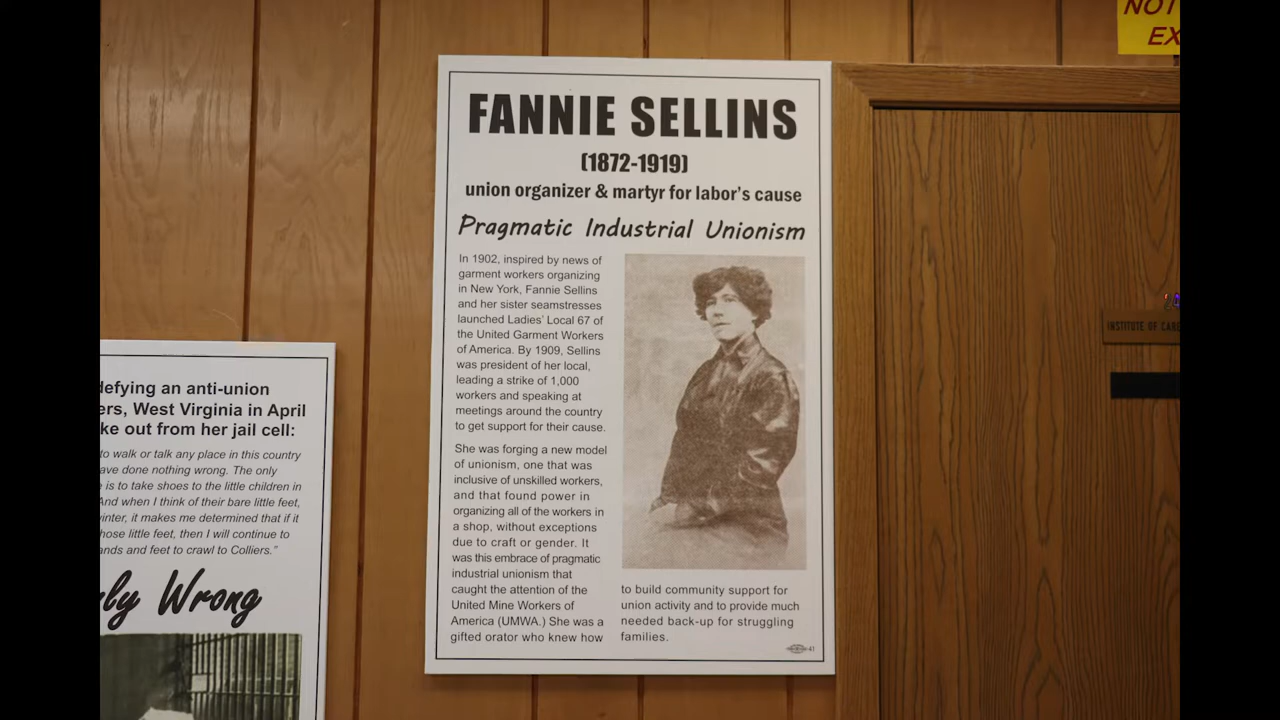 NOT
EX
FANNIE SELLINS
(1872-1919)
union organizer & martyr for labor's cause
Pragmatic Industrial Unionism
In 1902, inspired by news of
garment workers organizing
in New York, Fannie Sellins
and her sister seamstresses
launched Ladies' Local 67 of
the United Garment Workers
of America. By 1909, Sellins
was president of her local,
leading a strike of 1,000
workers and speaking at
meetings around the country
to get support for their cause.
She was forging a new model
of unionism, one that was
inclusive of unskilled workers,
and that found power in
organizing all of the workers in
a shop, without exceptions
due to craft or gender. It
was this embrace of pragmatic
industrial unionism that
caught the attention of the
United Mine Workers of
America (UMWA.) She was a
gifted orator who knew how
to build community support for
union activity and to provide much
needed back-up for struggling
families.
41
INSTITUTE OF
defying an anti-union
ers, West Virginia in April
ke out from her jail cell:
to walk or talk any place in this country
ave done nothing wrong. The only
is to take shoes to the little children in
And when I think of their bare little feet,
winter, it makes me determined that if it
hose little feet, then I will continue to
ands and feet to crawl to Colliers."
ly Wrong